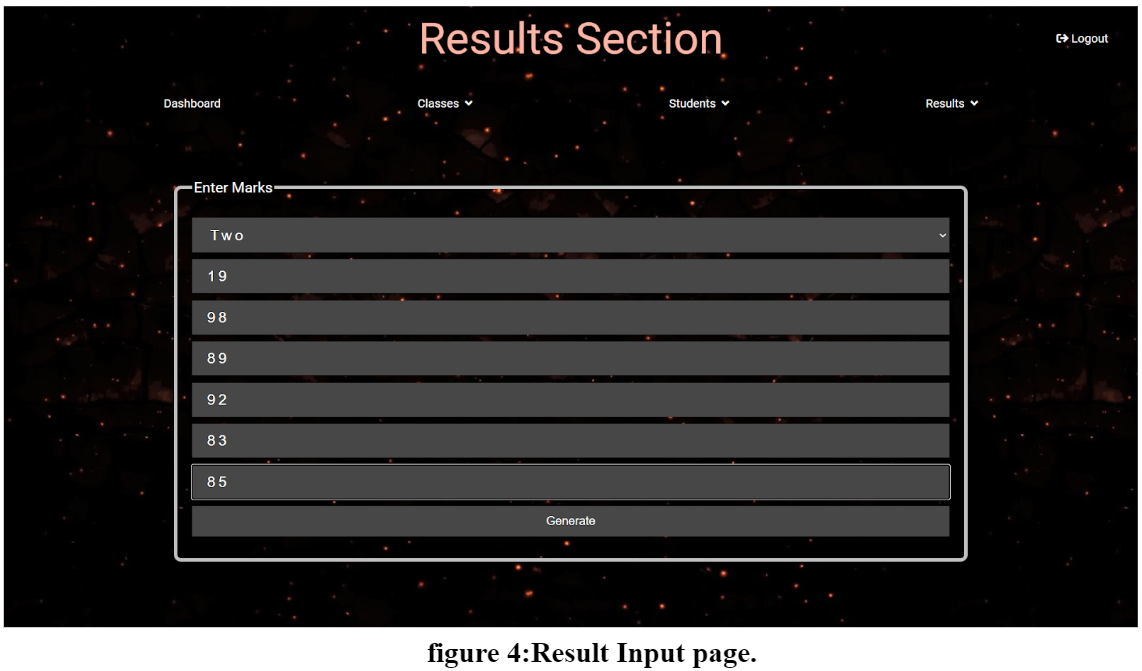 Results Section
Logout
Dashboard Classes Students Results
Enter Marks
Two
19
98
89
92
83
85
Generate
figure 4:Result Input page.